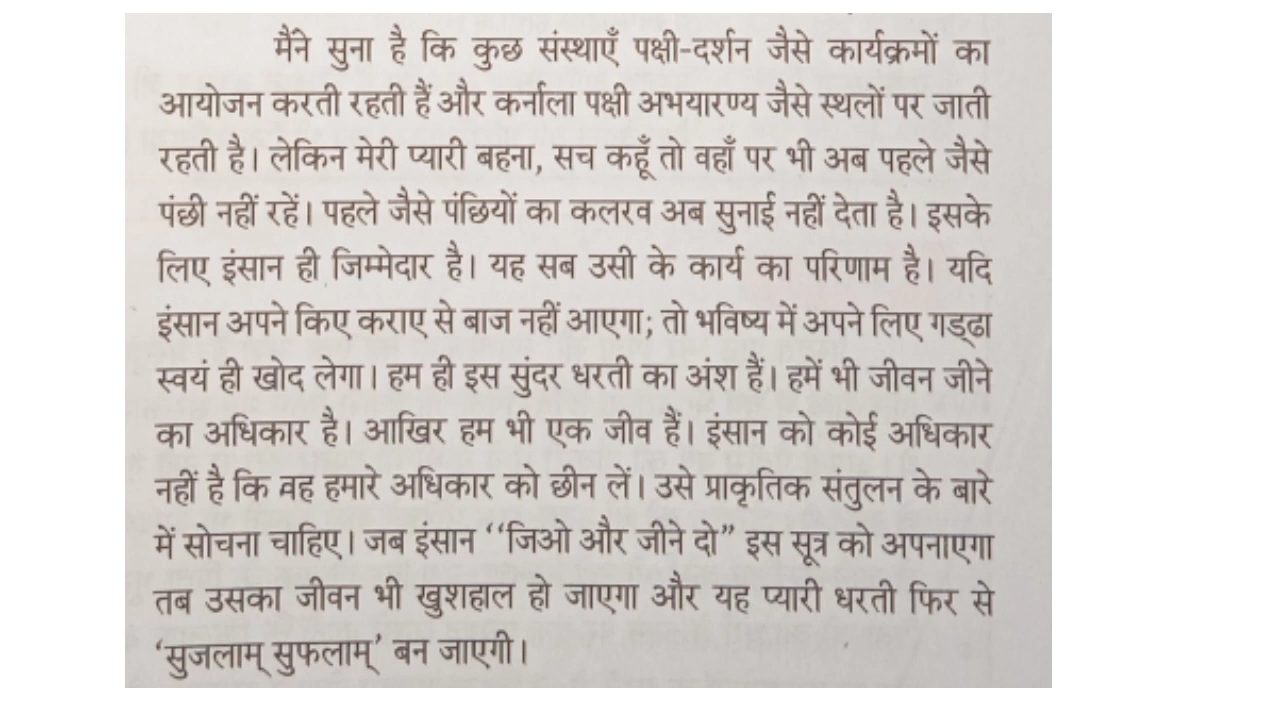 मैंने सुना है कि कुछ संस्थाएँ पक्षी-दर्शन जैसे कार्यक्रमों का
आयोजन करती रहती हैं और कर्नाला पक्षी अभयारण्य जैसे स्थलों पर जाती
रहती है। लेकिन मेरी प्यारी बहना, सच कहूँ तो वहाँ पर भी अब पहले जैसे
पंछी नहीं रहें। पहले जैसे पंछियों का कलरव अब सुनाई नहीं देता है। इसके
लिए इंसान ही जिम्मेदार है। यह सब उसी के कार्य का परिणाम है। यदि
इंसान अपने किए कराए से बाज नहीं आएगा; तो भविष्य में अपने लिए गड्ढा
स्वयं ही खोद लेगा। हम ही इस सुंदर धरती का अंश हैं। हमें भी जीवन जीने
का अधिकार है। आखिर हम भी एक जीव हैं। इंसान को कोई अधिकार
नहीं है कि वह हमारे अधिकार को छीन लें। उसे प्राकृतिक संतुलन के बारे
में सोचना चाहिए। जब इंसान ‘‘जिओ और जीने दो” इस सूत्र को अपनाएगा
तब उसका जीवन भी खुशहाल हो जाएगा और यह प्यारी धरती फिर से
‘सुजलाम् सुफलाम्’ बन जाएगी।